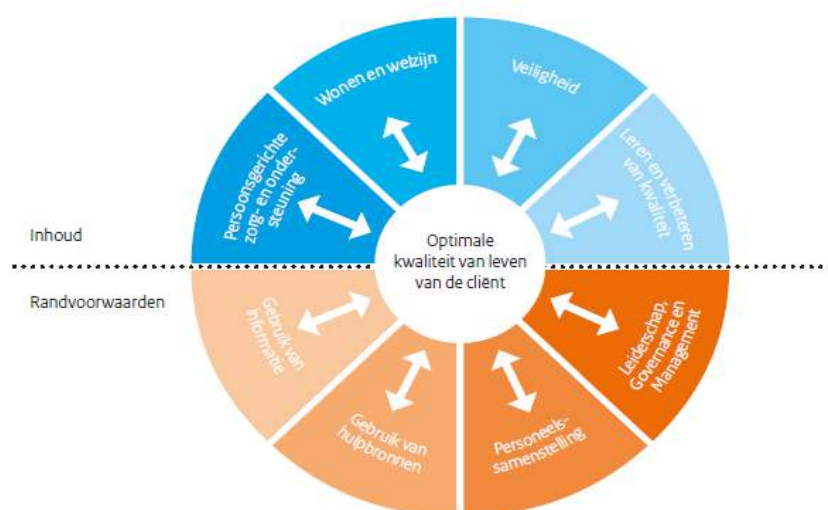 Wonen en welzijn
Veiligheid
Persoonsgerichte
zorg- en onder-
steuning
Leren en verbeteren
van kwaliteit
Inhoud
Optimale
kwaliteit van leven
van de cliënt
Randvoorwaarden
Gebruik van
informatie
Leiderschap,
Governance en
Management
Gebruik van
hulpbronnen
Personeels-
samenstelling